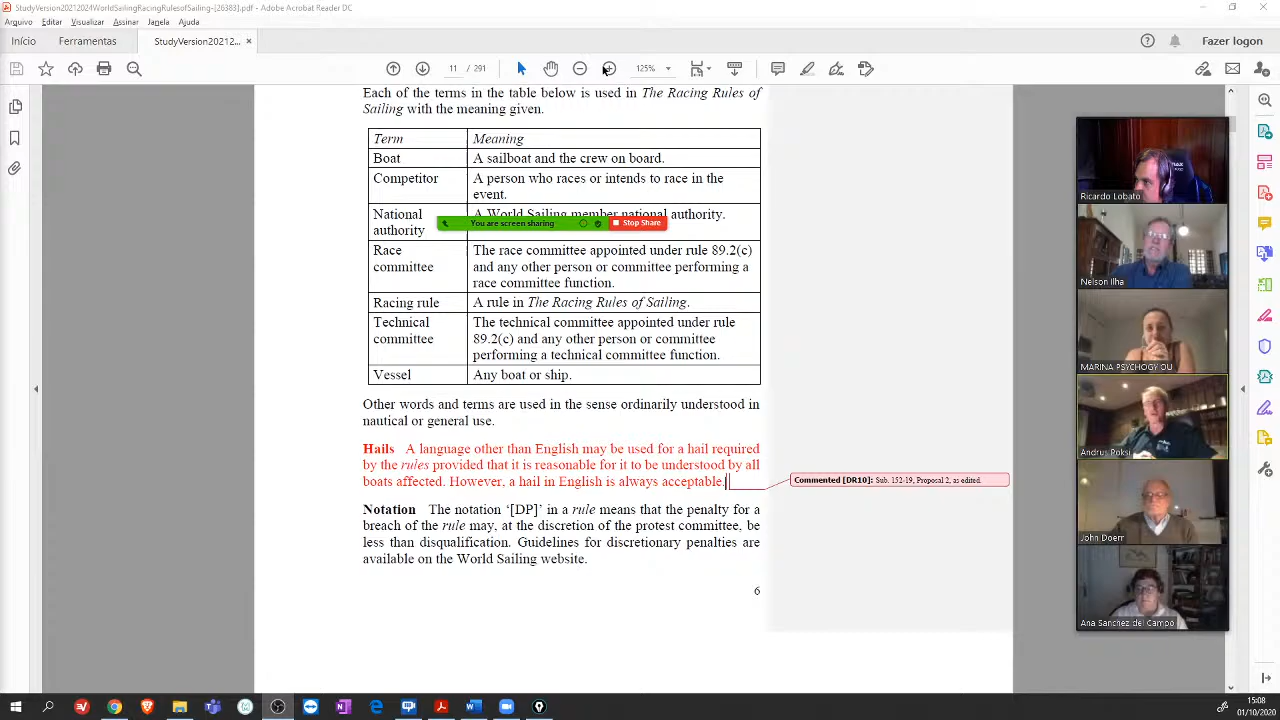 StudyVersion20212024WorldSailingRacingRulesofSailing-[26383].pdf - Adobe Acrobat Reader DC
Arquivo Editar Visualizar Assinar Janela Ajuda
Início Ferramentas StudyVersion20212... × Fazer logon
11 / 291 125%
Each of the terms in the table below is used in The Racing Rules of
Sailing with the meaning given.
Term Meaning
Boat A sailboat and the crew on board.
Competitor A person who races or intends to race in the
event.
National A World Sailing member national authority.
authority
You are screen sharing Stop Share
Race The race committee appointed under rule 89.2(c)
committee and any other person or committee performing a
race committee function.
Racing rule A rule in The Racing Rules of Sailing.
Technical The technical committee appointed under rule
committee 89.2(c) and any other person or committee
performing a technical committee function.
Vessel Any boat or ship.
Other words and terms are used in the sense ordinarily understood in
nautical or general use.
Hails A language other than English may be used for a hail required
by the rules provided that it is reasonable for it to be understood by all
boats affected. However, a hail in English is always acceptable.
Commented [DR10]: Sub. 152-19, Proposal 2, as edited.
Notation The notation ‘[DP]’ in a rule means that the penalty for a
breach of the rule may, at the discretion of the protest committee, be
less than disqualification. Guidelines for discretionary penalties are
available on the World Sailing website.
6
Ricardo Lobato
Nelson Ilha
MARINA PSYCHOGY OU
Andrus Poksi
John Doerr
Ana Sanchez del Campo
15:08
01/10/2020